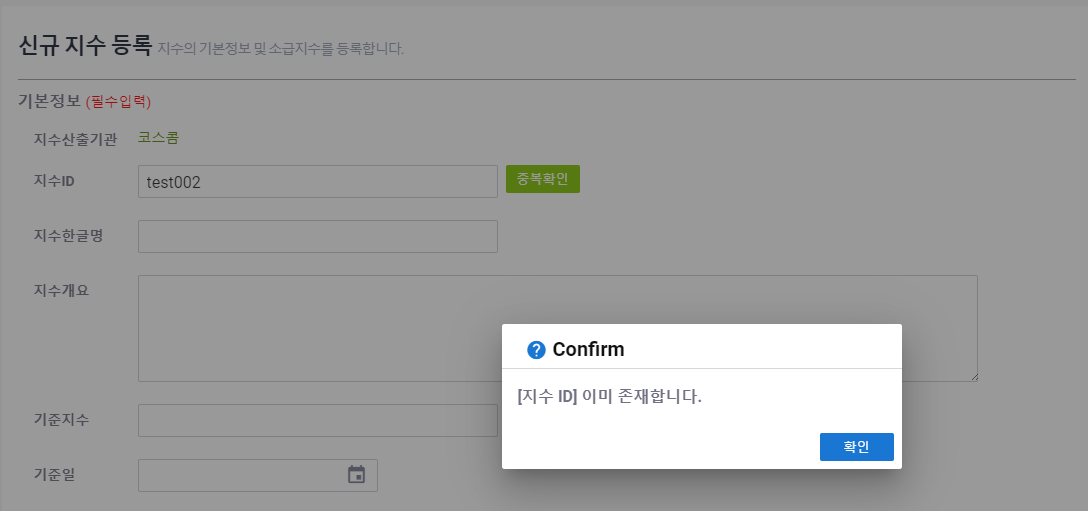 신규 지수 등록 지수의 기본정보 및 소급지수를 등록합니다.
기본정보 (필수입력)
지수산출기관 코스콤
지수ID test002 중복확인
지수한글명
지수개요
? Confirm
[지수 ID] 이미 존재합니다.
확인
기준지수
기준일